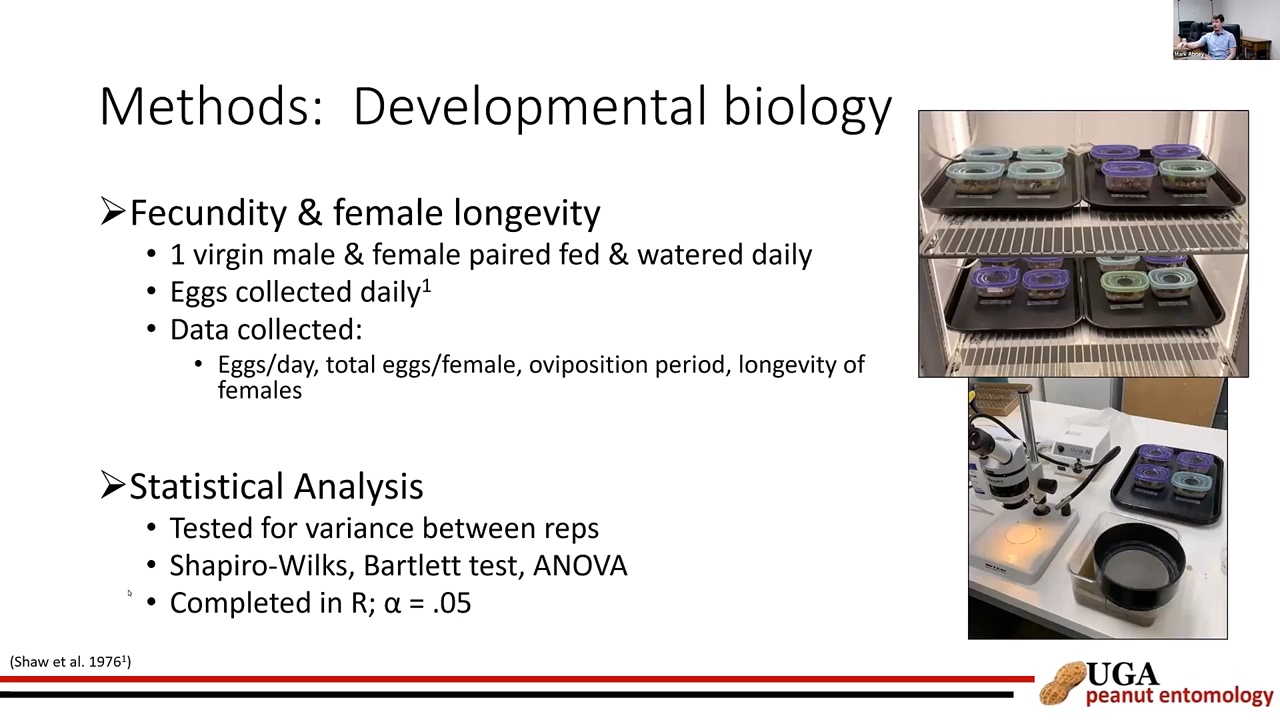 Mark Abney
Methods: Developmental biology
➢Fecundity & female longevity
• 1 virgin male & female paired fed & watered daily
• Eggs collected daily¹
• Data collected:
• Eggs/day, total eggs/female, oviposition period, longevity of
females
➢Statistical Analysis
• Tested for variance between reps
• Shapiro-Wilks, Bartlett test, ANOVA
• Completed in R; α = .05
(Shaw et al. 1976¹)
UGA
peanut entomology